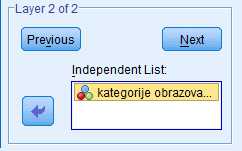 Layer 2 of 2
Previous
Next
Independent List:
kategorije obrazova...